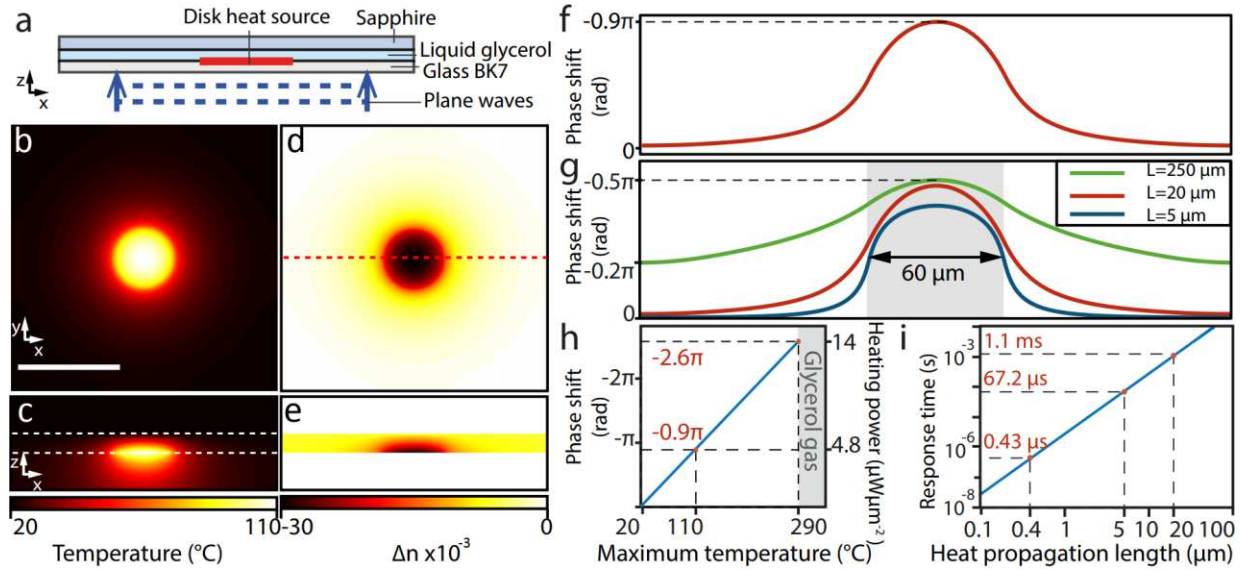 a
Disk heat source
Sapphire
Liquid glycerol
Glass BK7
Plane waves
z
x
b
y
x
c
z
x
20
110
Temperature (°C)
d
e
-30
0
Δn x10⁻³
f
-0.9π
0
Phase shift
(rad)
g
-0.5π
-0.2π
0
Phase shift
(rad)
L=250 µm
L=20 µm
L=5 µm
60 µm
h
-2.6π
-2π
-0.9π
-π
Phase shift
(rad)
Glycerol gas
14
4.8
Heating power (µWµm⁻²)
20
110
290
Maximum temperature (°C)
i
1.1 ms
67.2 µs
0.43 µs
10⁻³
10⁻⁶
10⁻⁸
Response time (s)
0.1
0.4
1
5
10
20
100
Heat propagation length (µm)